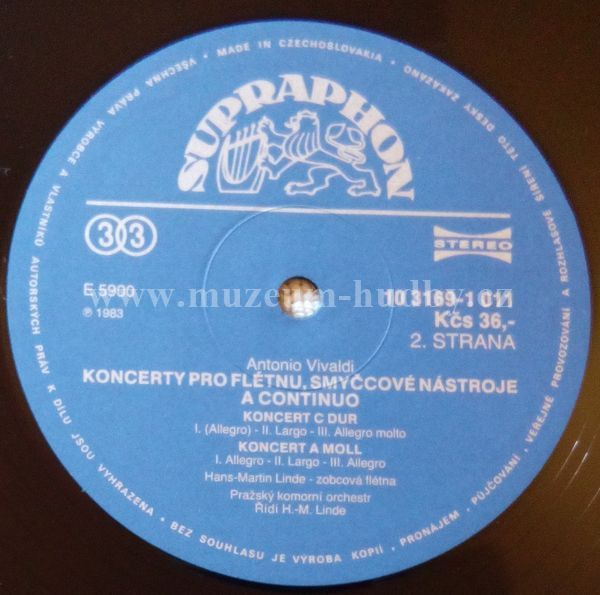 VŠECHNA PRÁVA VÝROBCE A VLASTNÍKŮ AUTORSKÝCH PRÁV K DÍLU JSOU VYHRAZENA • BEZ SOUHLASU JE VÝROBA KOPIÍ • PRONÁJEM • PŮJČOVÁNÍ • VEŘEJNÉ PROVOZOVÁNÍ A ROZHLASOVÉ ŠÍŘENÍ TÉTO DESKY ZAKÁZÁNO • MADE IN CZECHOSLOVAKIA •
SUPRAPHON
33
STEREO
E 5900
℗ 1983
10 3169-1 011
Kčs 36,-
2. STRANA
www.muzeum-hudby.cz
Antonio Vivaldi
KONCERTY PRO FLÉTNU, SMYČCOVÉ NÁSTROJE
A CONTINUO
KONCERT C DUR
I. (Allegro) - II. Largo - III. Allegro molto
KONCERT A MOLL
I. Allegro - II. Largo - III. Allegro
Hans-Martin Linde - zobcová flétna
Pražský komorní orchestr
Řídí H.-M. Linde